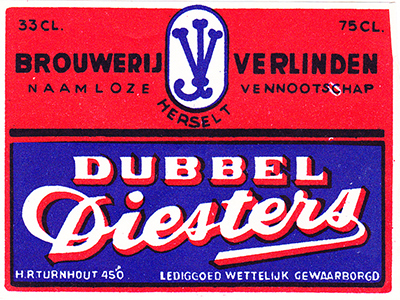 33 CL. 75 CL.
BROUWERIJ VERLINDEN
NAAMLOZE VENNOOTSCHAP
HERSELT
DUBBEL
Diesters
H.R. TURNHOUT 450 LEDIGGOED WETTELIJK GEWAARBORGD